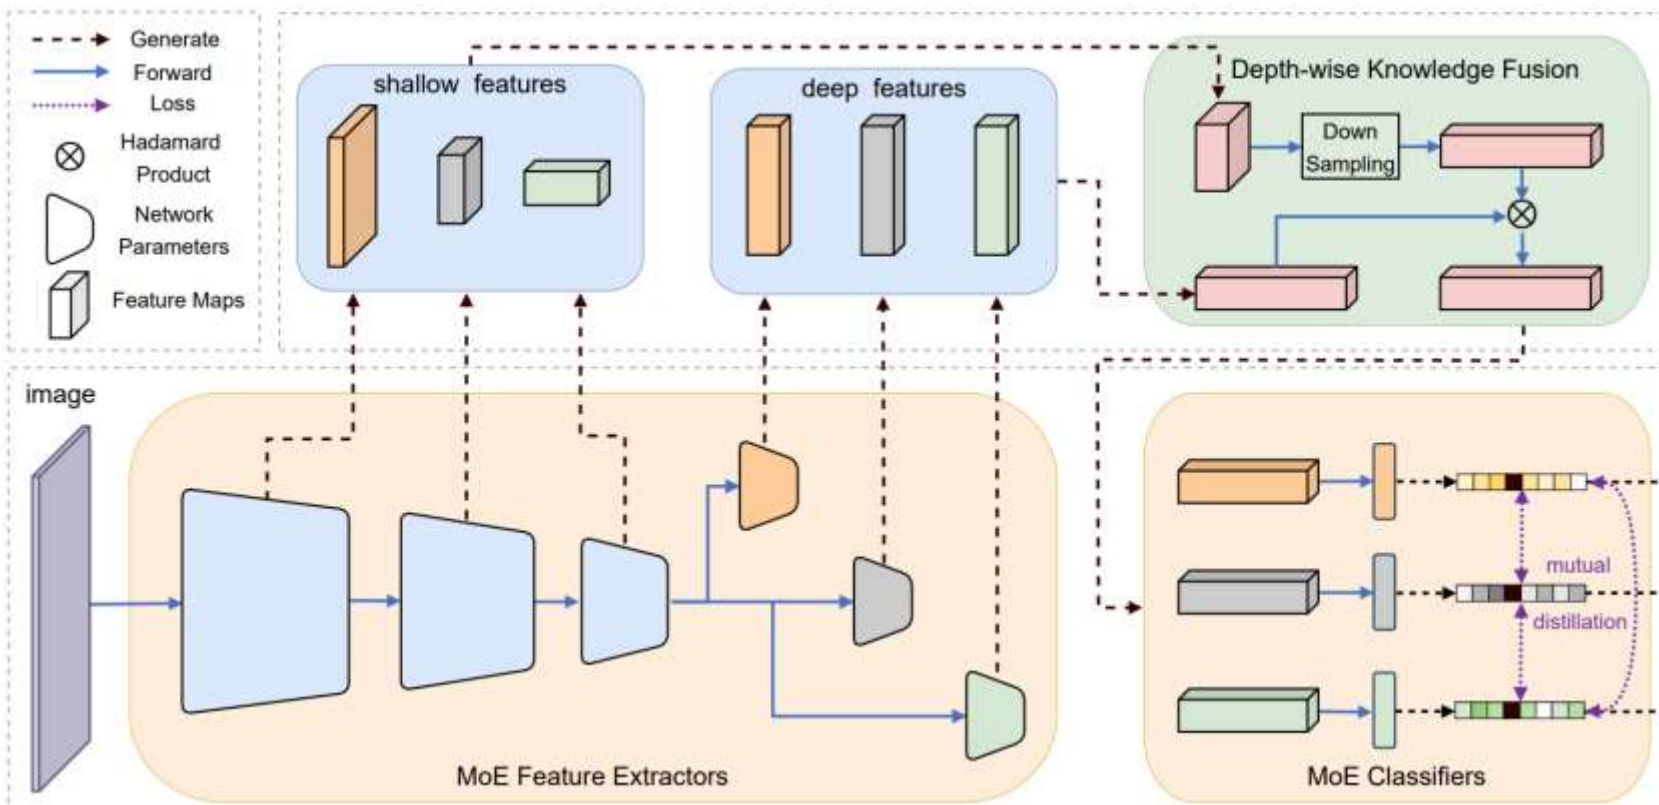 Generate
Forward
Loss
Hadamard
Product
Network
Parameters
Feature Maps
shallow features
deep features
Depth-wise Knowledge Fusion
Down
Sampling
image
MoE Feature Extractors
mutual
distillation
MoE Classifiers